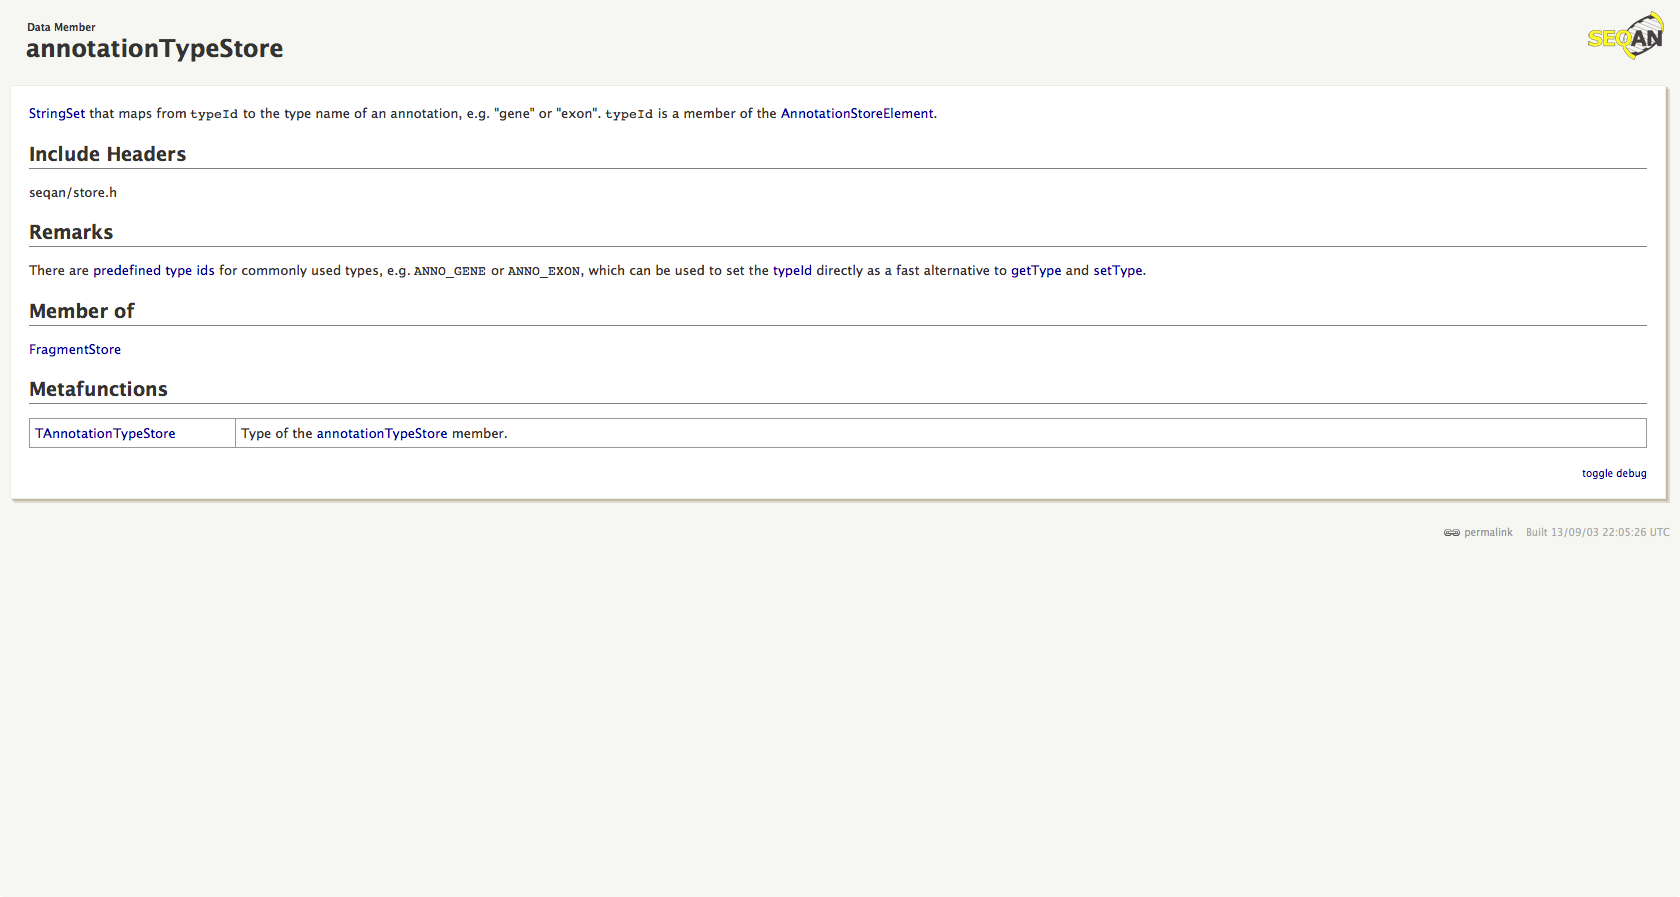 Data Member
annotationTypeStore
SEQAN
StringSet that maps from typeId to the type name of an annotation, e.g. "gene" or "exon". typeId is a member of the AnnotationStoreElement.
Include Headers
seqan/store.h
Remarks
There are predefined type ids for commonly used types, e.g. ANNO_GENE or ANNO_EXON, which can be used to set the typeId directly as a fast alternative to getType and setType.
Member of
FragmentStore
Metafunctions
TAnnotationTypeStore Type of the annotationTypeStore member.
toggle debug
permalink Built 13/09/03 22:05:26 UTC